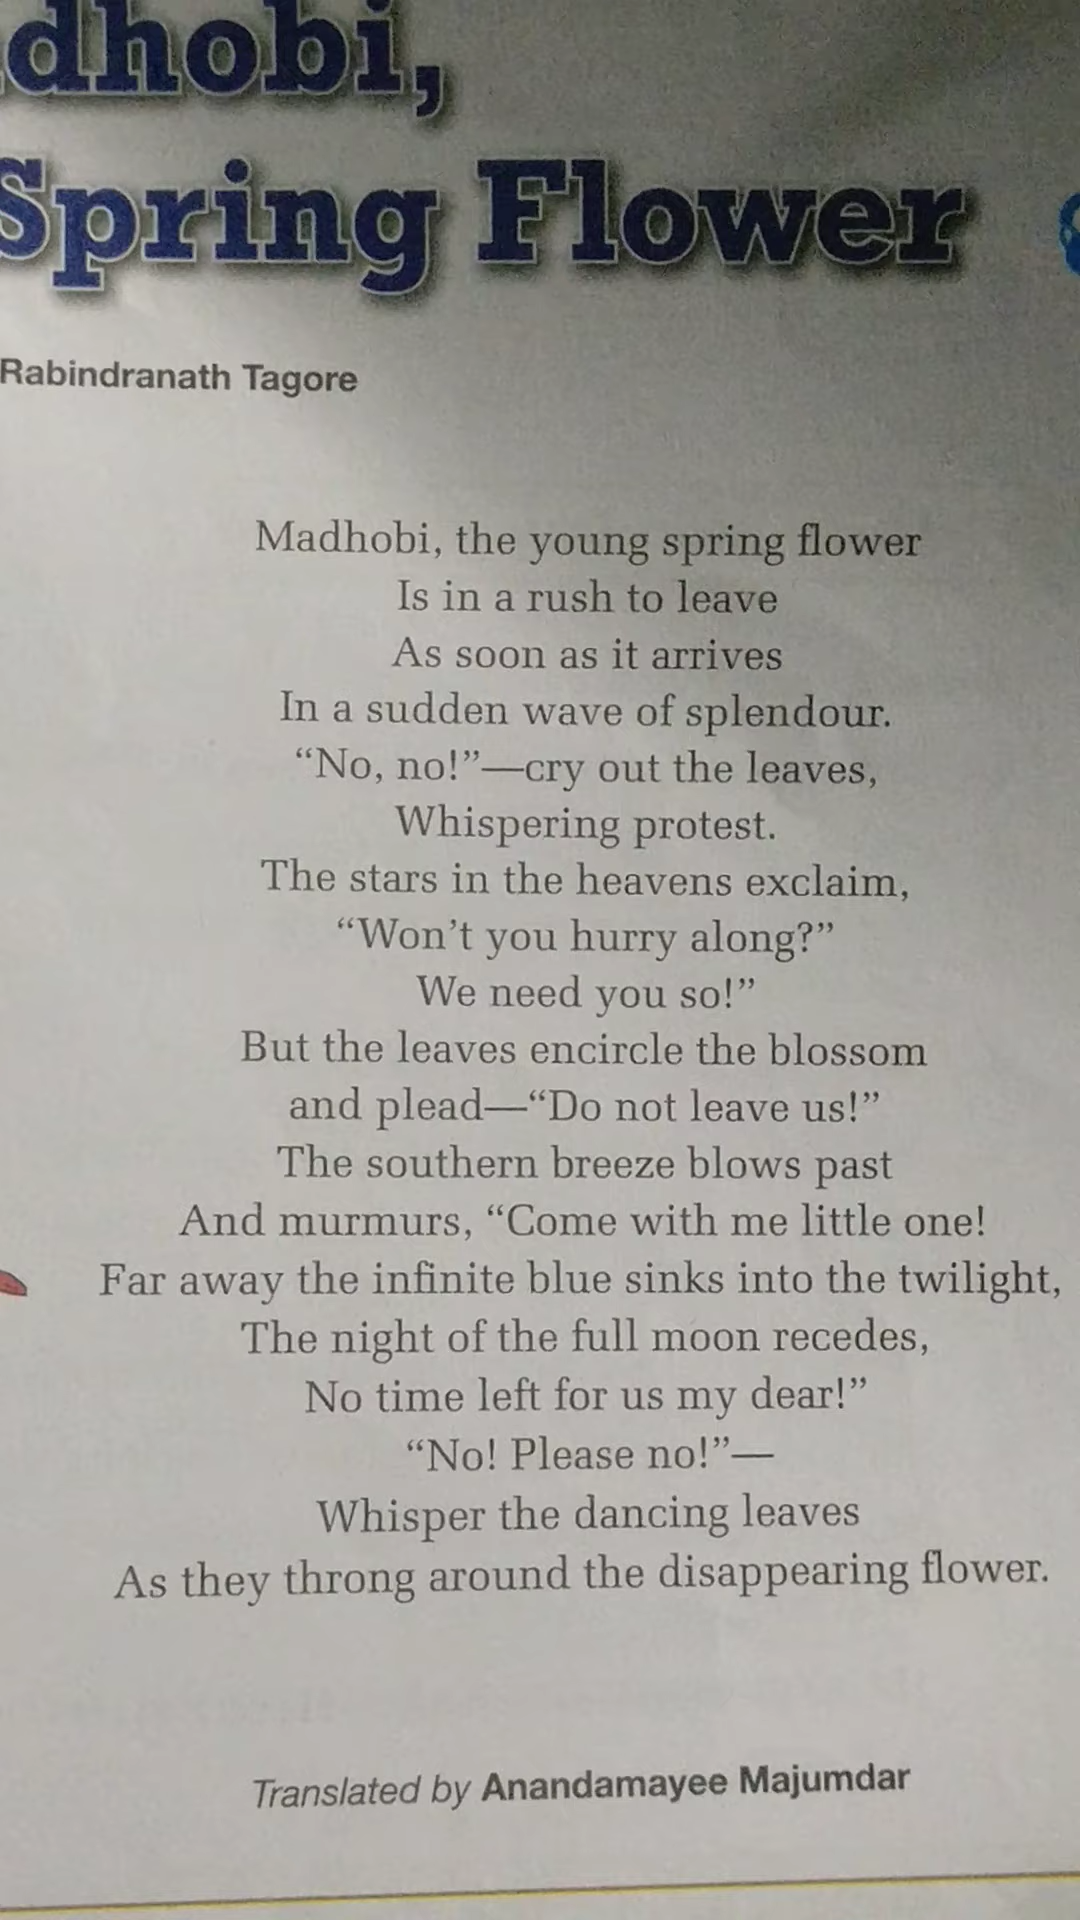 dhobi,
Spring Flower
Rabindranath Tagore
Madhobi, the young spring flower
Is in a rush to leave
As soon as it arrives
In a sudden wave of splendour.
“No, no!”—cry out the leaves,
Whispering protest.
The stars in the heavens exclaim,
“Won’t you hurry along?”
We need you so!”
But the leaves encircle the blossom
and plead—“Do not leave us!”
The southern breeze blows past
And murmurs, “Come with me little one!
Far away the infinite blue sinks into the twilight,
The night of the full moon recedes,
No time left for us my dear!”
“No! Please no!”—
Whisper the dancing leaves
As they throng around the disappearing flower.
Translated by Anandamayee Majumdar